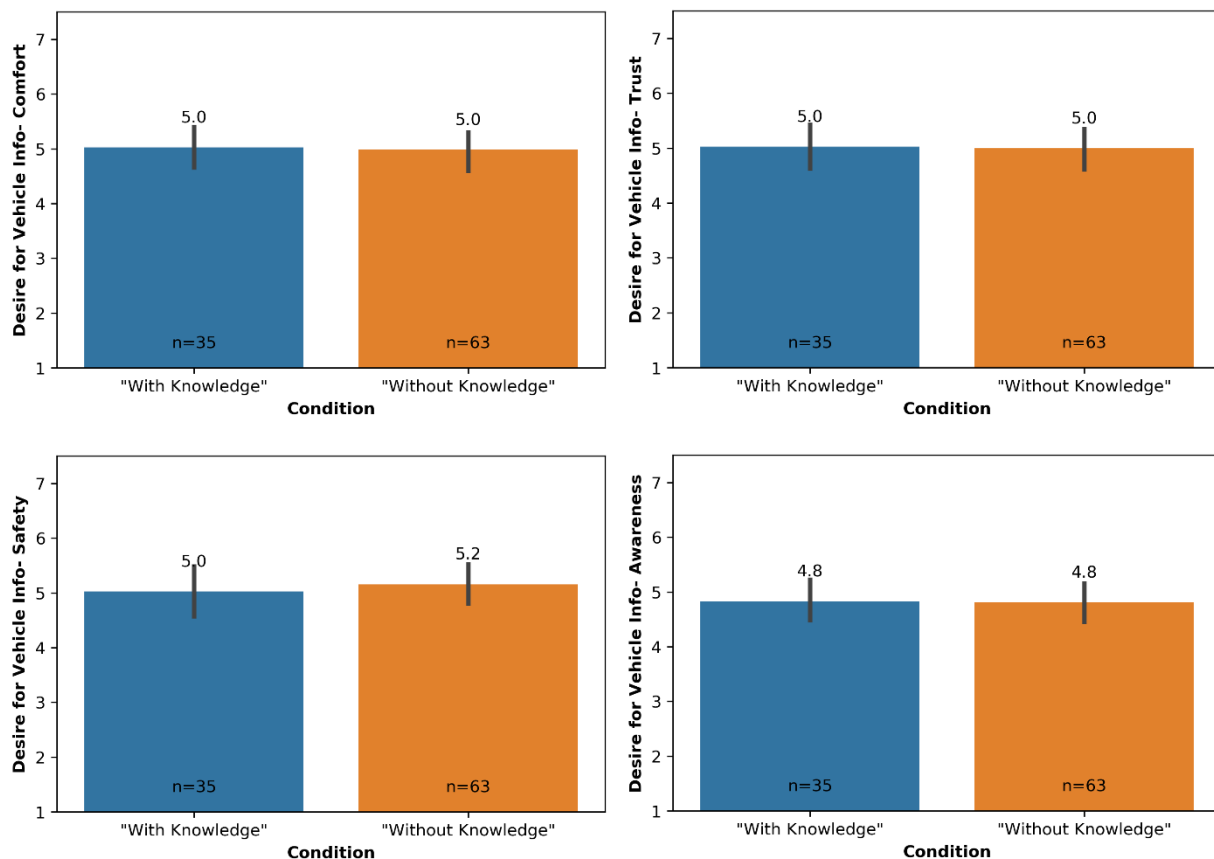 Desire for Vehicle Info- Comfort
7
6
5
4
3
2
1
5.0
5.0
n=35
n=63
"With Knowledge"
"Without Knowledge"
Condition
Desire for Vehicle Info- Trust
7
6
5
4
3
2
1
5.0
5.0
n=35
n=63
"With Knowledge"
"Without Knowledge"
Condition
Desire for Vehicle Info- Safety
7
6
5
4
3
2
1
5.0
5.2
n=35
n=63
"With Knowledge"
"Without Knowledge"
Condition
Desire for Vehicle Info- Awareness
7
6
5
4
3
2
1
4.8
4.8
n=35
n=63
"With Knowledge"
"Without Knowledge"
Condition